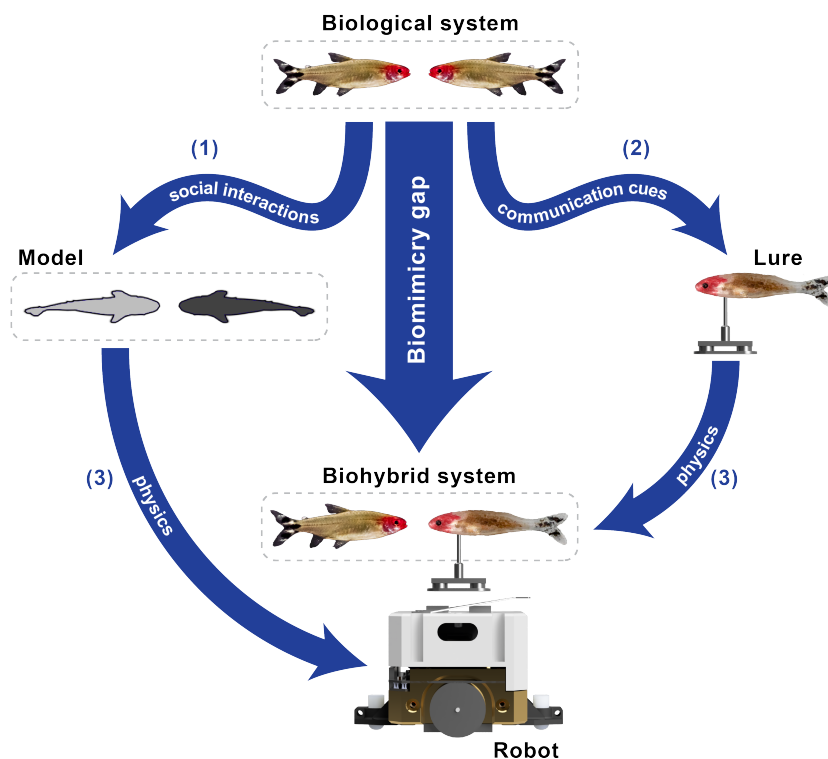 Biological system
(1)
(2)
social interactions
communication cues
Biomimicry gap
Model
Lure
(3)
physics
physics
(3)
Biohybrid system
Robot